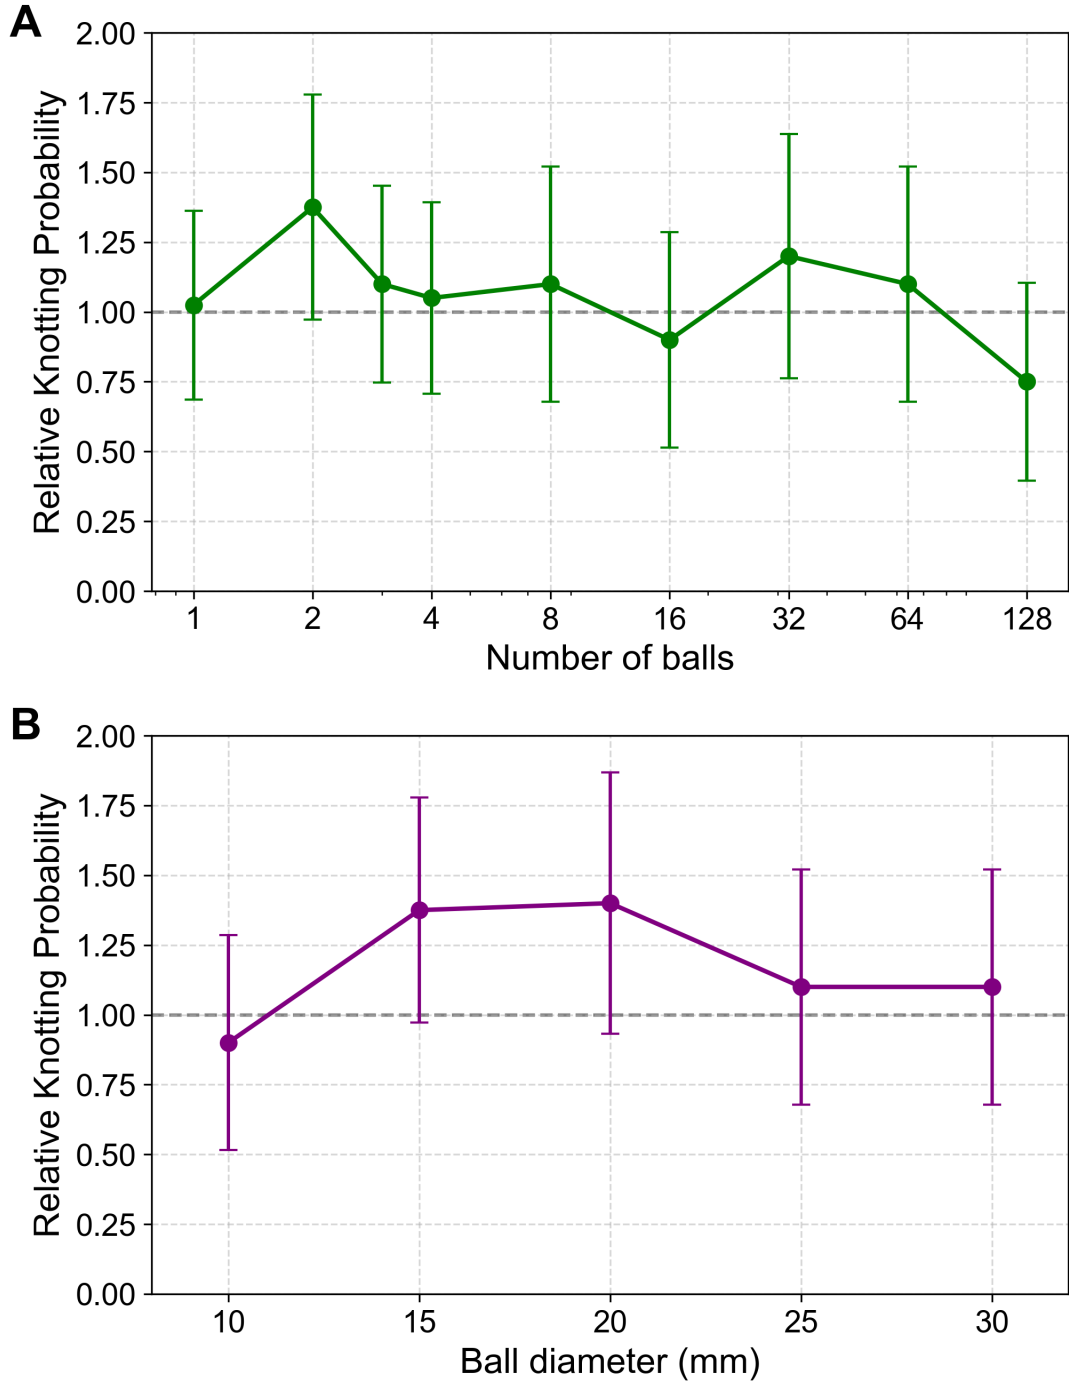 A
2.00
1.75
1.50
1.25
1.00
0.75
0.50
0.25
0.00
Relative Knotting Probability
1 2 4 8 16 32 64 128
Number of balls
B
2.00
1.75
1.50
1.25
1.00
0.75
0.50
0.25
0.00
Relative Knotting Probability
10 15 20 25 30
Ball diameter (mm)